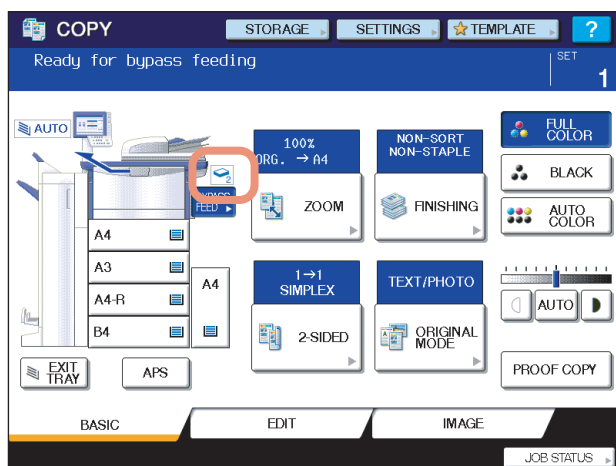 COPY
STORAGE
SETTINGS
TEMPLATE
?
Ready for bypass feeding
SET
1
AUTO
2
BYPASS
FEED
A4
A3
A4-R
B4
A4
EXIT
TRAY
APS
100%
ORG. → A4
ZOOM
NON-SORT
NON-STAPLE
FINISHING
1→1
SIMPLEX
2-SIDED
TEXT/PHOTO
ORIGINAL
MODE
FULL
COLOR
BLACK
AUTO
COLOR
AUTO
PROOF COPY
BASIC
EDIT
IMAGE
JOB STATUS